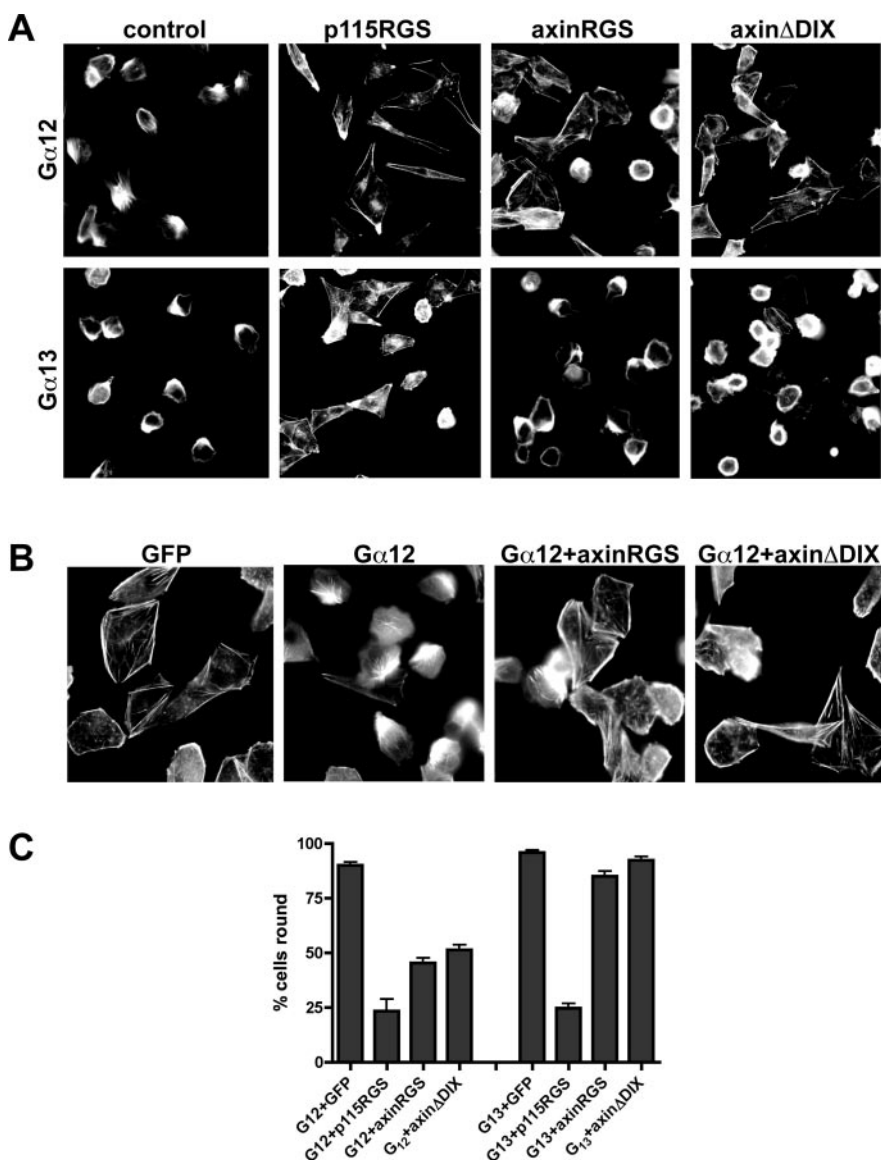 A
control p115RGS axinRGS axinΔDIX
Gα12
Gα13
B
GFP Gα12 Gα12+axinRGS Gα12+axinΔDIX
C
% cells round
100
75
50
25
0
G12+GFP
G12+p115RGS
G12+axinRGS
G12+axinΔDIX
G13+GFP
G13+p115RGS
G13+axinRGS
G13+axinΔDIX